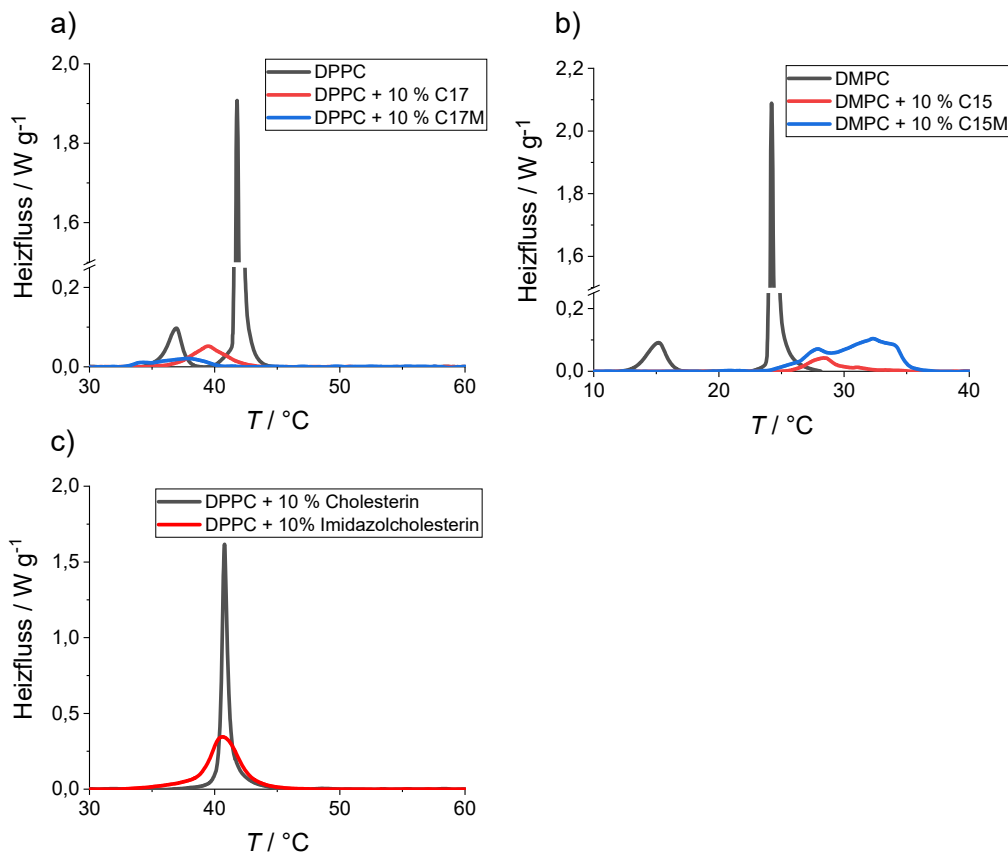 a)
Heizfluss / W g⁻¹
2,0
1,8
1,6
0,2
0,0
30
40
50
60
T / °C
DPPC
DPPC + 10 % C17
DPPC + 10 % C17M
b)
Heizfluss / W g⁻¹
2,2
2,0
1,8
1,6
0,2
0,0
10
20
30
40
T / °C
DMPC
DMPC + 10 % C15
DMPC + 10 % C15M
c)
Heizfluss / W g⁻¹
2,0
1,5
1,0
0,5
0,0
30
40
50
60
T / °C
DPPC + 10 % Cholesterin
DPPC + 10% Imidazolcholesterin